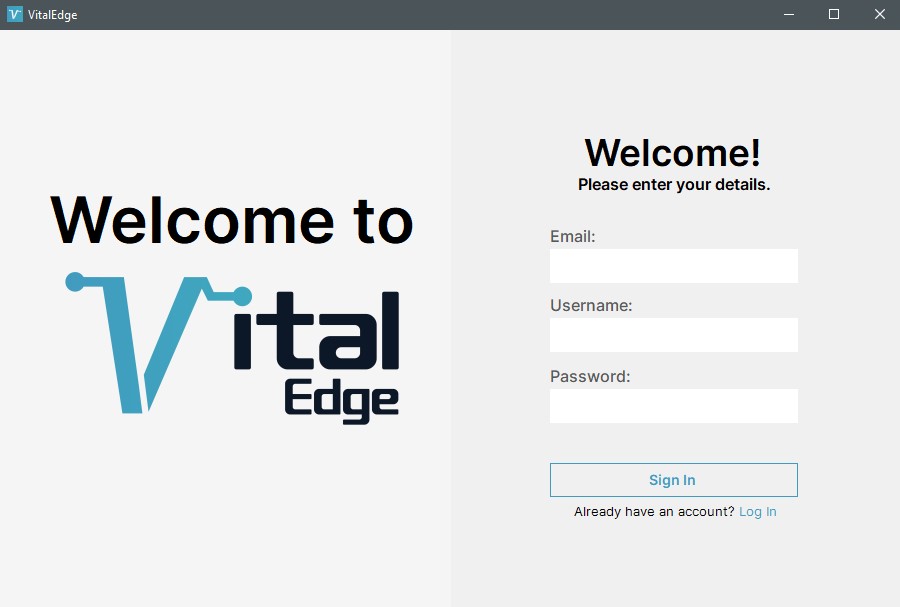 VitalEdge
Welcome to
Vital
Edge
Welcome!
Please enter your details.
Email:
Username:
Password:
Sign In
Already have an account? Log In